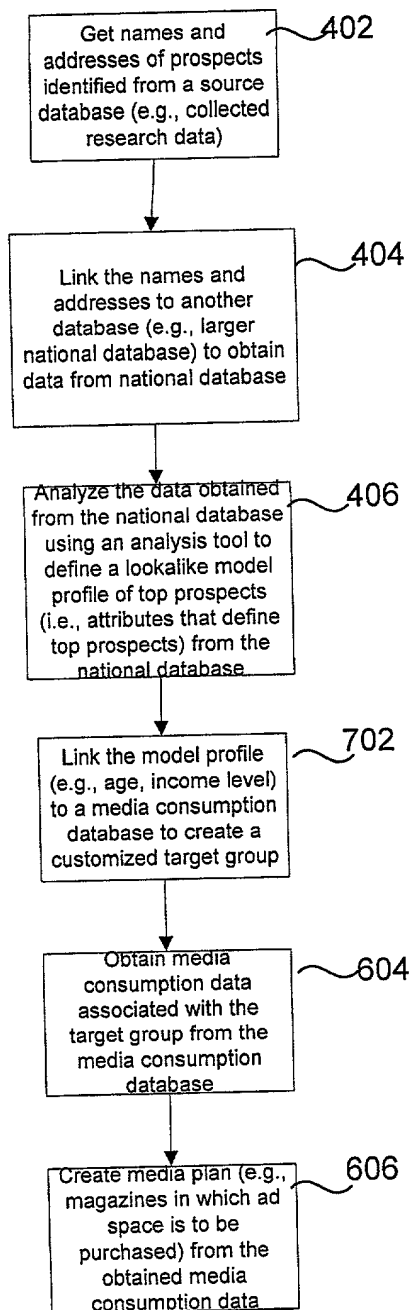 Get names and
addresses of prospects
identified from a source
database (e.g., collected
research data)
402
Link the names and
addresses to another
database (e.g., larger
national database) to obtain
data from national database
404
Analyze the data obtained
from the national database
using an analysis tool to
define a lookalike model
profile of top prospects
(i.e., attributes that define
top prospects) from the
national database
406
Link the model profile
(e.g., age, income level)
to a media consumption
database to create a
customized target group
702
Obtain media
consumption data
associated with the
target group from the
media consumption
database
604
Create media plan (e.g.,
magazines in which ad
space is to be
purchased) from the
obtained media
consumption data
606